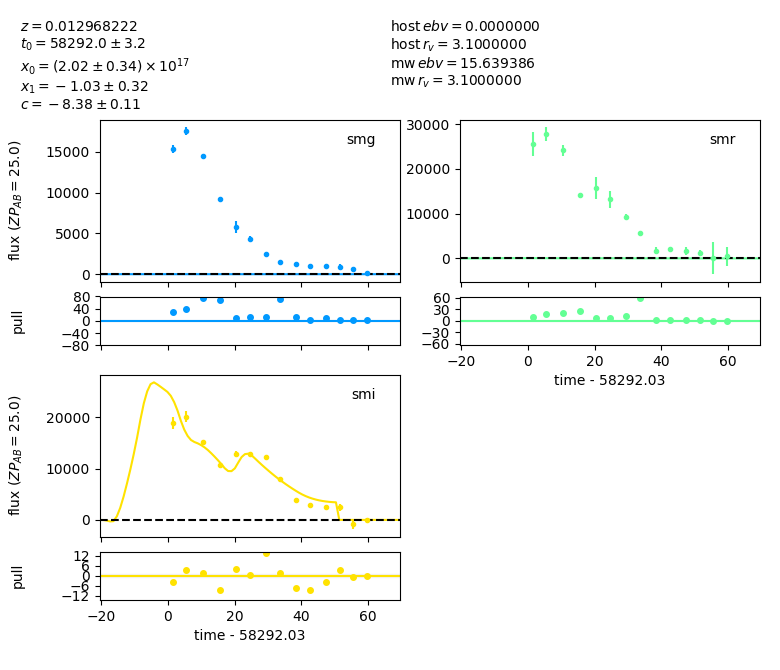 z = 0.012968222
t₀ = 58292.0 ± 3.2
x₀ = (2.02 ± 0.34) × 10¹⁷
x₁ = −1.03 ± 0.32
c = −8.38 ± 0.11
host ebv = 0.0000000
host r_v = 3.1000000
mw ebv = 15.639386
mw r_v = 3.1000000
flux (ZP_AB = 25.0)
smg
15000
10000
5000
0
pull
80
40
0
−40
−80
smr
30000
20000
10000
0
60
30
0
−30
−60
−20 0 20 40 60
time - 58292.03
flux (ZP_AB = 25.0)
smi
20000
10000
0
pull
12
6
0
−6
−12
−20 0 20 40 60
time - 58292.03